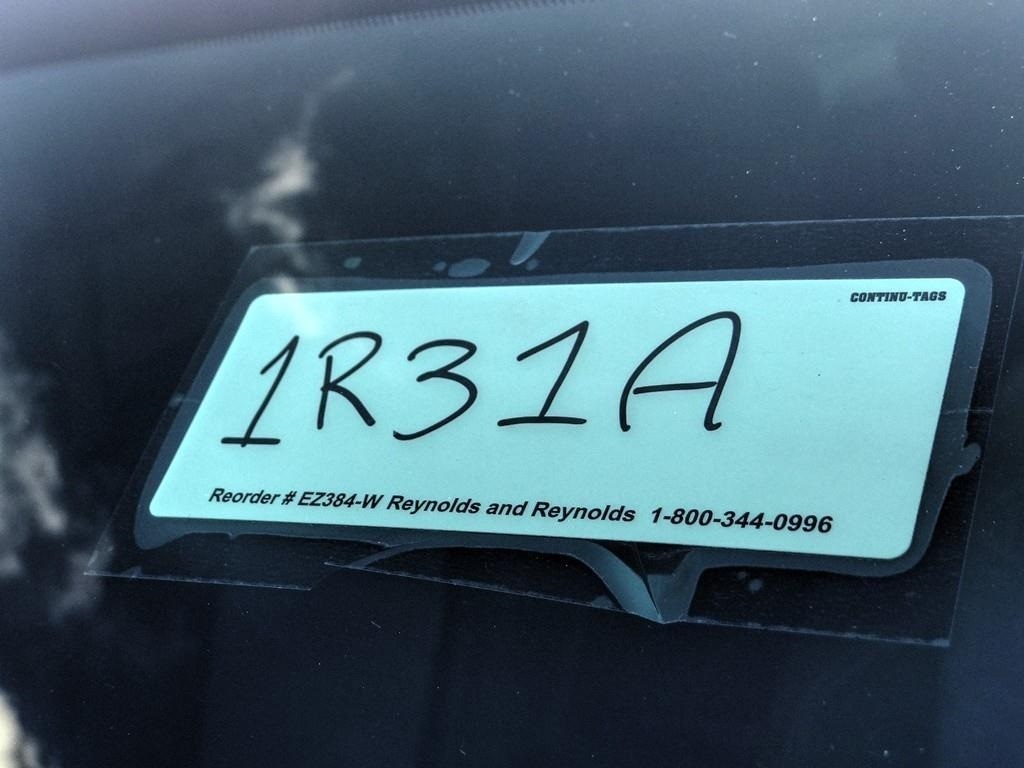 CONTINU-TAGS
1R31A
Reorder # EZ384-W Reynolds and Reynolds 1-800-344-0996